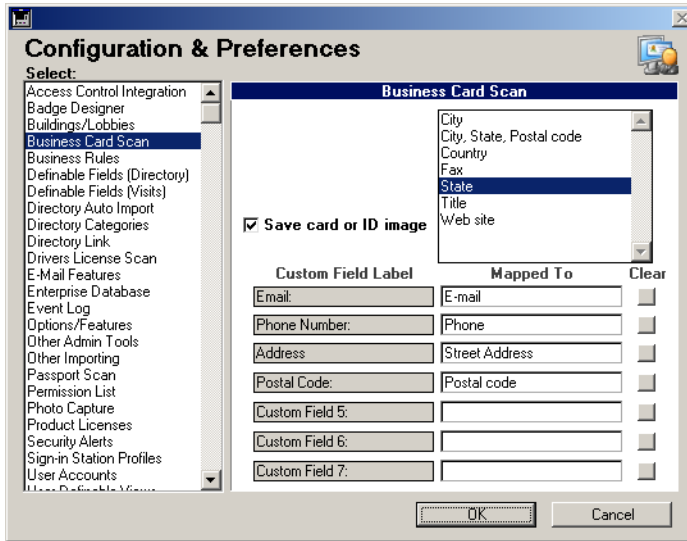 Configuration & Preferences
Select:
Access Control Integration
Badge Designer
Buildings/Lobbies
Business Card Scan
Business Rules
Definable Fields (Directory)
Definable Fields (Visits)
Directory Auto Import
Directory Categories
Directory Link
Drivers License Scan
E-Mail Features
Enterprise Database
Event Log
Options/Features
Other Admin Tools
Other Importing
Passport Scan
Permission List
Photo Capture
Product Licenses
Security Alerts
Sign-in Station Profiles
User Accounts
User Definable Views
Business Card Scan
City
City, State, Postal code
Country
Fax
State
Title
Web site
Save card or ID image
Custom Field Label Mapped To Clear
Email: E-mail
Phone Number: Phone
Address Street Address
Postal Code: Postal code
Custom Field 5:
Custom Field 6:
Custom Field 7:
OK Cancel